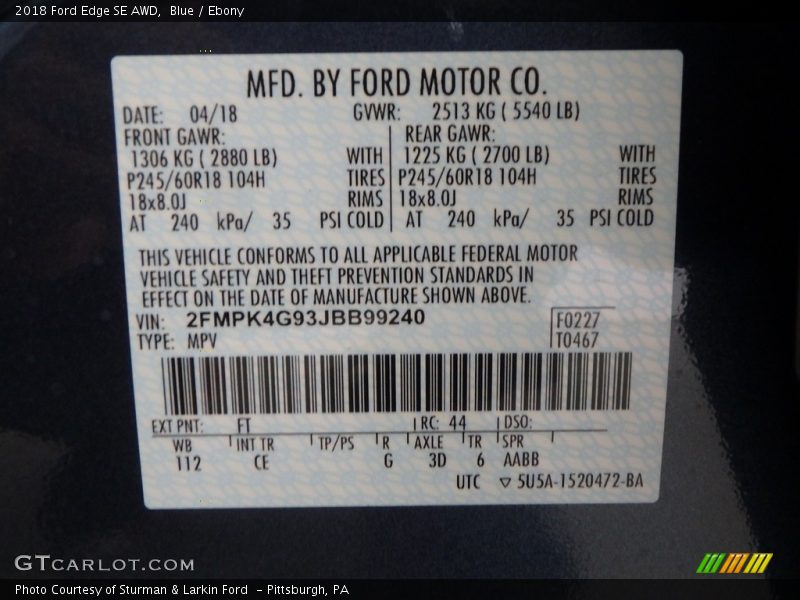 2018 Ford Edge SE AWD,  Blue / Ebony
MFD. BY FORD MOTOR CO.
DATE: 04/18 GVWR: 2513 KG ( 5540 LB)
FRONT GAWR: REAR GAWR:
1306 KG ( 2880 LB) WITH 1225 KG ( 2700 LB) WITH
P245/60R18 104H TIRES P245/60R18 104H TIRES
18x8.0J RIMS 18x8.0J RIMS
AT 240 kPa/ 35 PSI COLD AT 240 kPa/ 35 PSI COLD
THIS VEHICLE CONFORMS TO ALL APPLICABLE FEDERAL MOTOR
VEHICLE SAFETY AND THEFT PREVENTION STANDARDS IN
EFFECT ON THE DATE OF MANUFACTURE SHOWN ABOVE.
VIN: 2FMPK4G93JBB99240 F0227
TYPE: MPV T0467
EXT PNT: FT RC: 44 DSO:
WB INT TR TP/PS R AXLE TR SPR
112 CE G 3D 6 AABB
UTC ▽ 5U5A-1520472-BA
GTCARLOT.COM
Photo Courtesy of Sturman & Larkin Ford  - Pittsburgh, PA